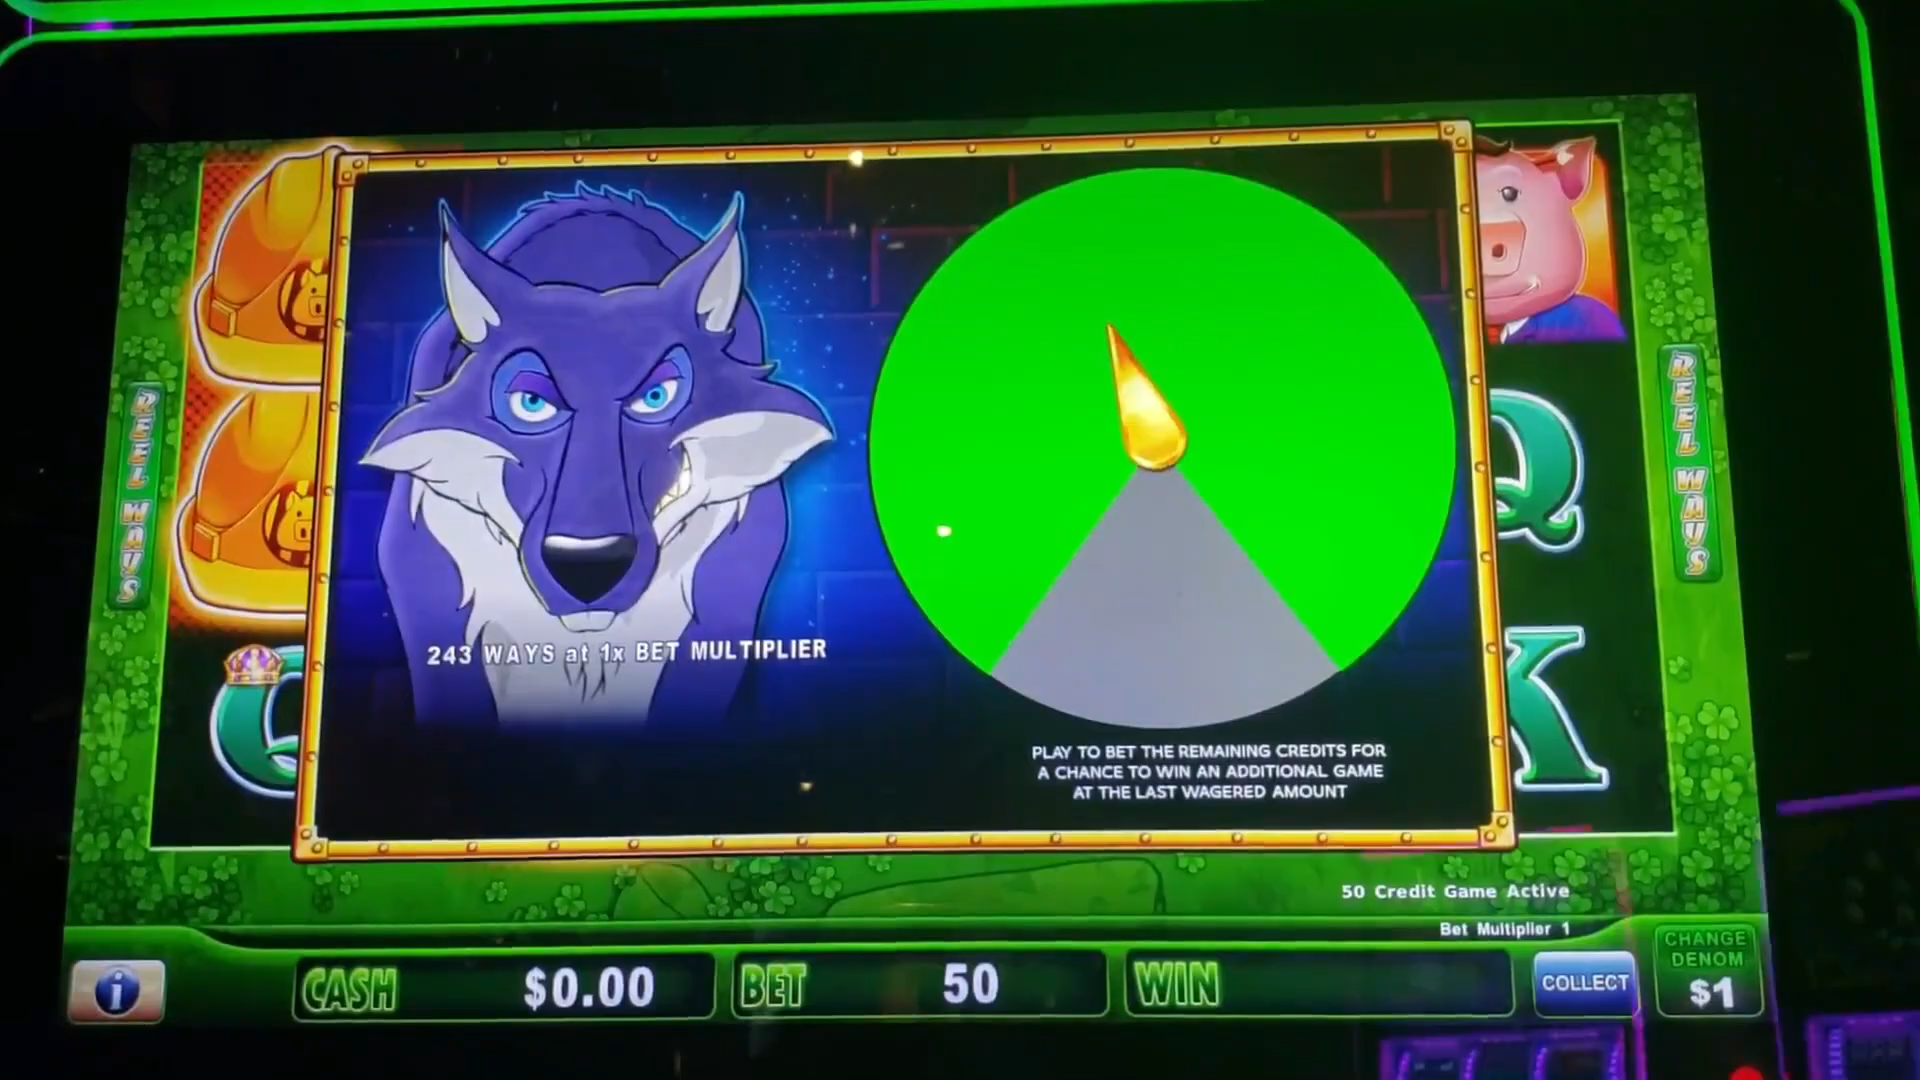 REEL WAYS
REEL WAYS
Q
K
243 WAYS at 1x BET MULTIPLIER
PLAY TO BET THE REMAINING CREDITS FOR
A CHANCE TO WIN AN ADDITIONAL GAME
AT THE LAST WAGERED AMOUNT
50 Credit Game Active
Bet Multiplier 1
CASH $0.00
BET 50
WIN
COLLECT
CHANGE
DENOM
$1
i